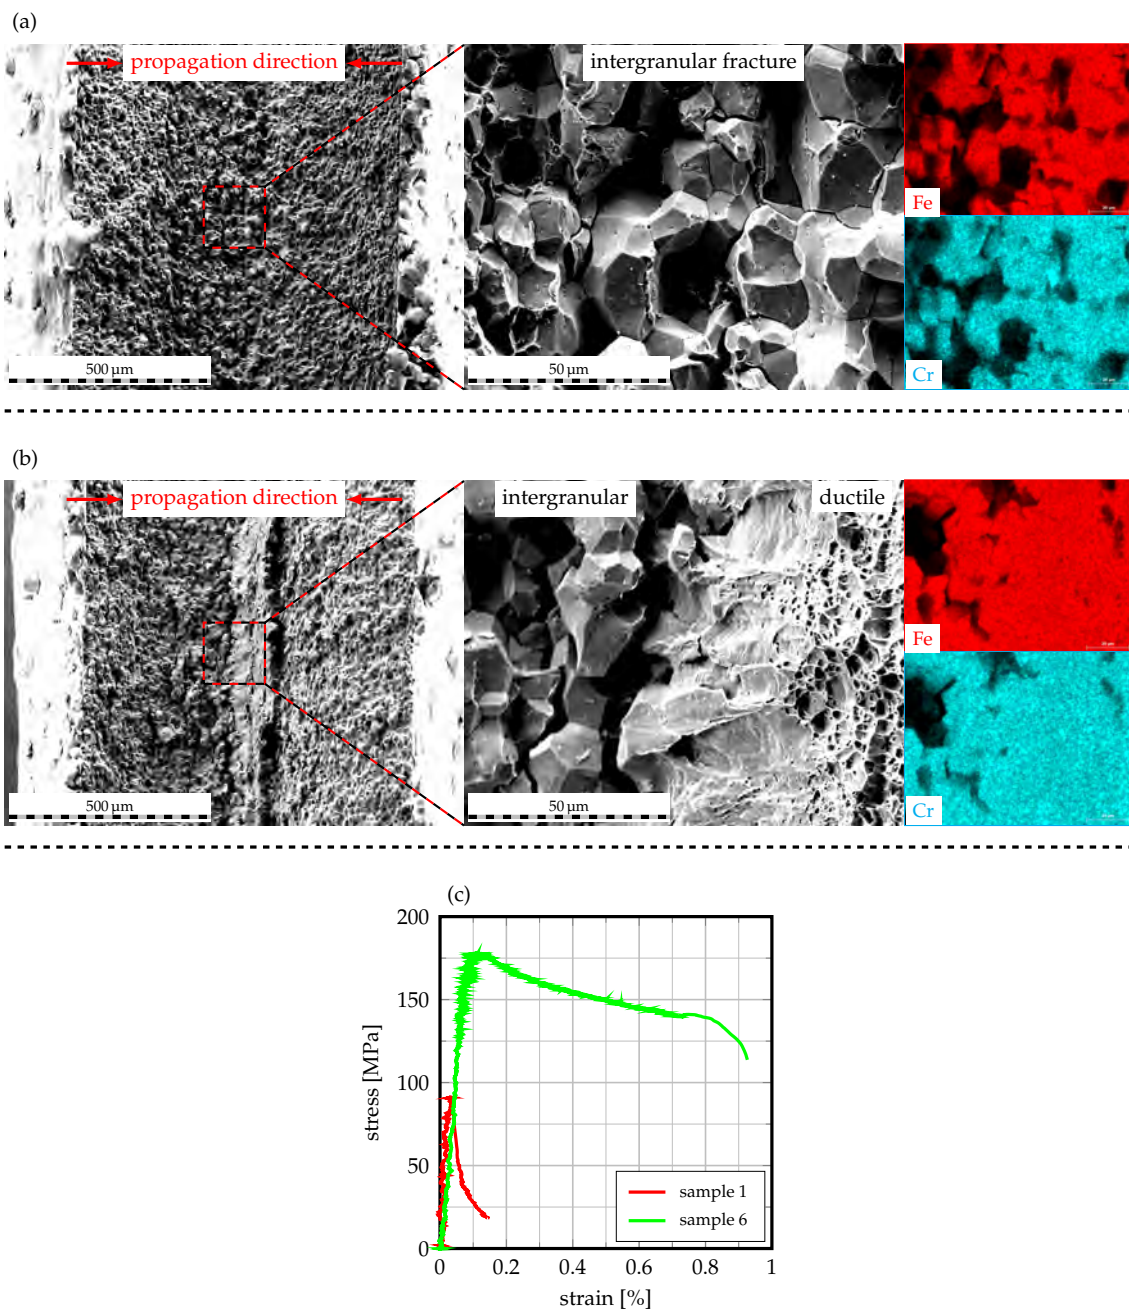 (a)
propagation direction
intergranular fracture
Fe
500 µm
50 µm
Cr
(b)
propagation direction
intergranular
ductile
Fe
500 µm
50 µm
Cr
(c)
200
150
100
50
0
stress [MPa]
sample 1
sample 6
0
0.2
0.4
0.6
0.8
1
strain [%]